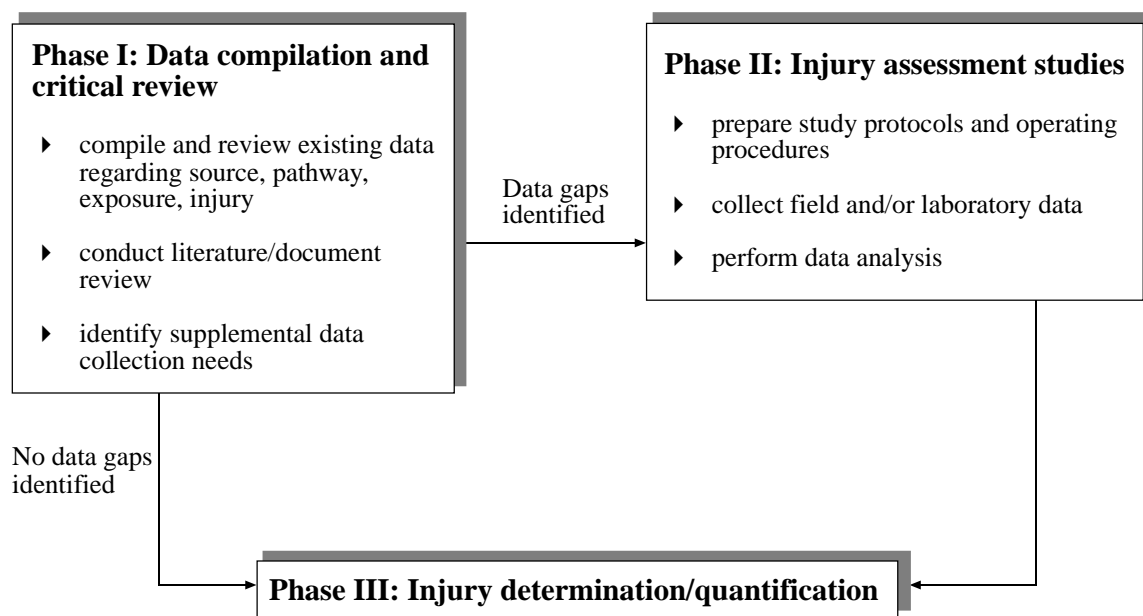 Phase I: Data compilation and
critical review
compile and review existing data
regarding source, pathway,
exposure, injury
conduct literature/document
review
identify supplemental data
collection needs
Data gaps
identified
Phase II: Injury assessment studies
prepare study protocols and operating
procedures
collect field and/or laboratory data
perform data analysis
No data gaps
identified
Phase III: Injury determination/quantification